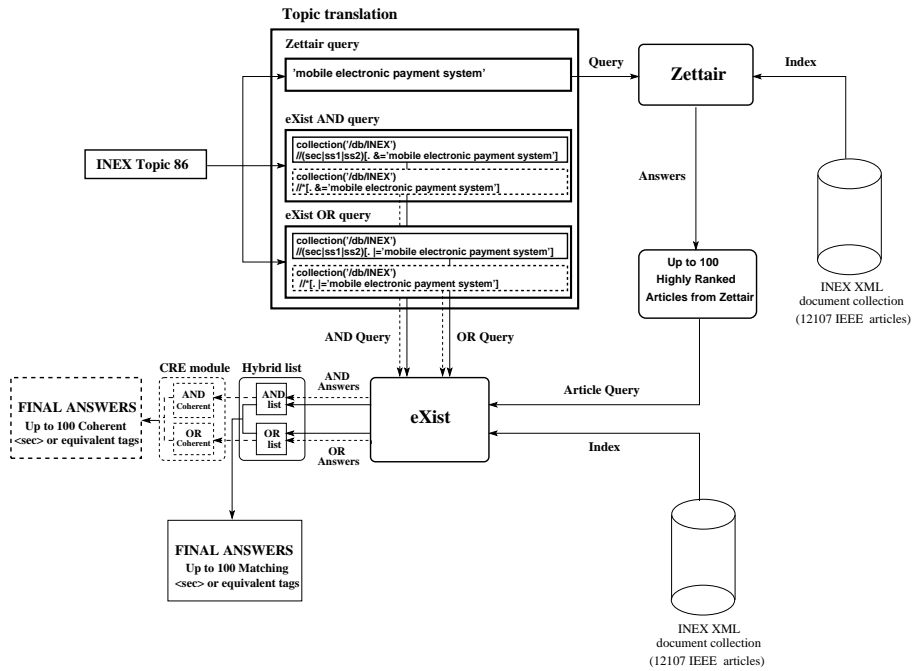 Topic translation
Zettair query
'mobile electronic payment system'
Query
Zettair
Index
eXist AND query
collection('/db/INEX')
//(sec|ss1|ss2)[. &='mobile electronic payment system']
collection('/db/INEX')
//*[. &='mobile electronic payment system']
INEX Topic 86
Answers
eXist OR query
collection('/db/INEX')
//(sec|ss1|ss2)[. |='mobile electronic payment system']
collection('/db/INEX')
//*[. |='mobile electronic payment system']
Up to 100
Highly Ranked
Articles from Zettair
INEX XML
document collection
(12107 IEEE articles)
AND Query
OR Query
CRE module
Hybrid list
AND
Answers
Article Query
FINAL ANSWERS
Up to 100 Coherent
<sec> or equivalent tags
AND
Coherent
OR
Coherent
AND
list
OR
list
eXist
OR
Answers
Index
FINAL ANSWERS
Up to 100 Matching
<sec> or equivalent tags
INEX XML
document collection
(12107 IEEE articles)